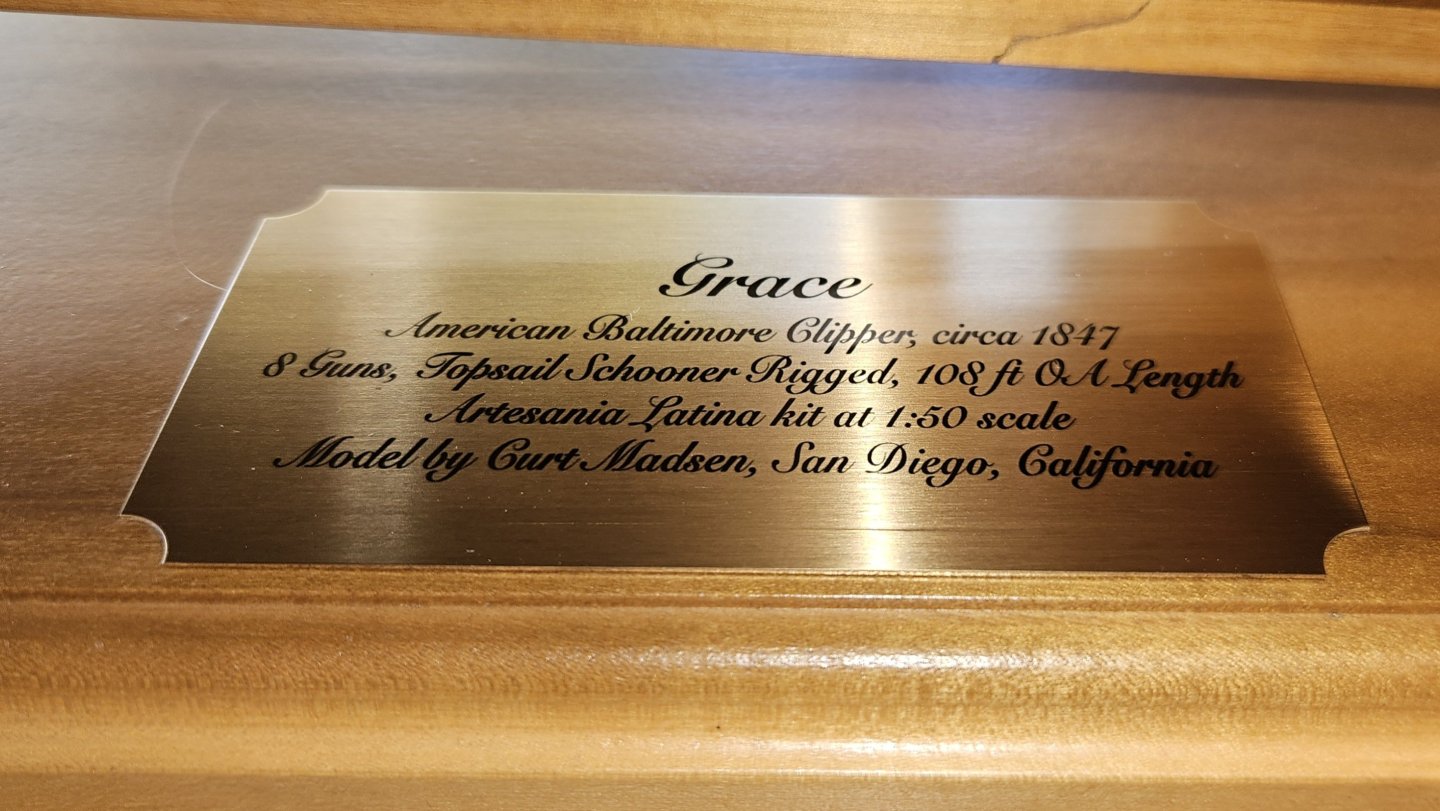 Grace
American Baltimore Clipper, circa 1847
8 Guns, Topsail Schooner Rigged, 108 ft OA Length
Artesania Latina kit at 1:50 scale
Model by Curt Madsen, San Diego, California